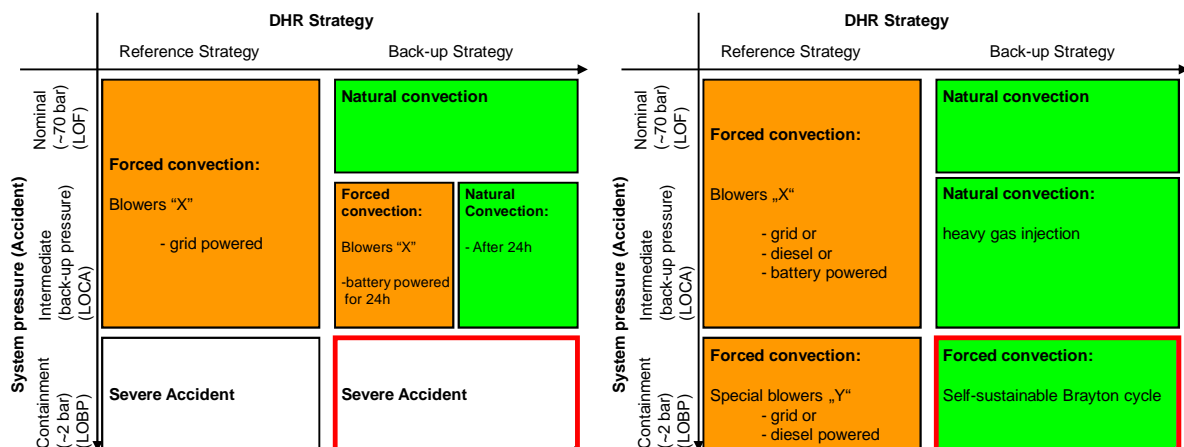 DHR Strategy
Reference Strategy
Back-up Strategy
System pressure (Accident)
Nominal
(~70 bar)
(LOF)
Intermediate
(back-up pressure)
(LOCA)
Containment
(~2 bar)
(LOBP)
Forced convection:
Blowers “X”
- grid powered
Natural convection
Forced
convection:
Blowers “X”
-battery powered
for 24h
Natural
Convection:
- After 24h
Severe Accident
Severe Accident
DHR Strategy
Reference Strategy
Back-up Strategy
System pressure (Accident)
Nominal
(~70 bar)
(LOF)
Intermediate
(back-up pressure)
(LOCA)
Containment
(~2 bar)
(LOBP)
Forced convection:
Blowers „X“
- grid or
- diesel or
- battery powered
Natural convection
Natural convection:
heavy gas injection
Forced convection:
Special blowers „Y“
- grid or
- diesel powered
Forced convection:
Self-sustainable Brayton cycle